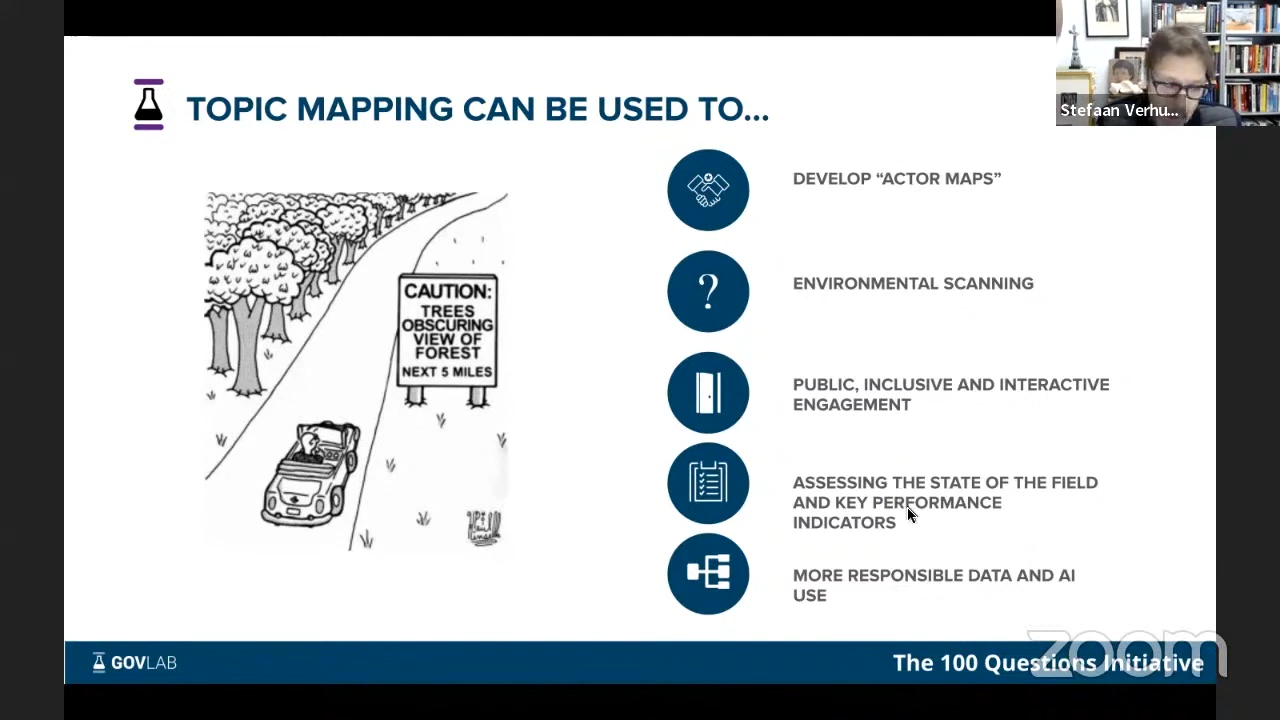 Stefaan Verhu...
TOPIC MAPPING CAN BE USED TO...
CAUTION:
TREES
OBSCURING
VIEW OF
FOREST
NEXT 5 MILES
DEVELOP “ACTOR MAPS”
?
ENVIRONMENTAL SCANNING
PUBLIC, INCLUSIVE AND INTERACTIVE
ENGAGEMENT
ASSESSING THE STATE OF THE FIELD
AND KEY PERFORMANCE
INDICATORS
MORE RESPONSIBLE DATA AND AI
USE
GOVLAB
The 100 Questions Initiative
zoom